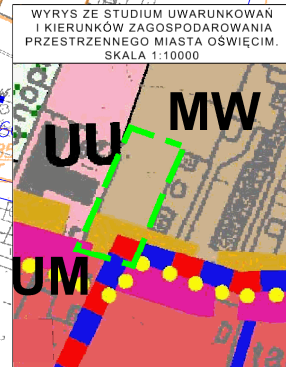 WYRYS ZE STUDIUM UWARUNKOWAŃ
I KIERUNKÓW ZAGOSPODAROWANIA
PRZESTRZENNEGO MIASTA OŚWIĘCIM.
SKALA 1:10000
MW
UU
UM